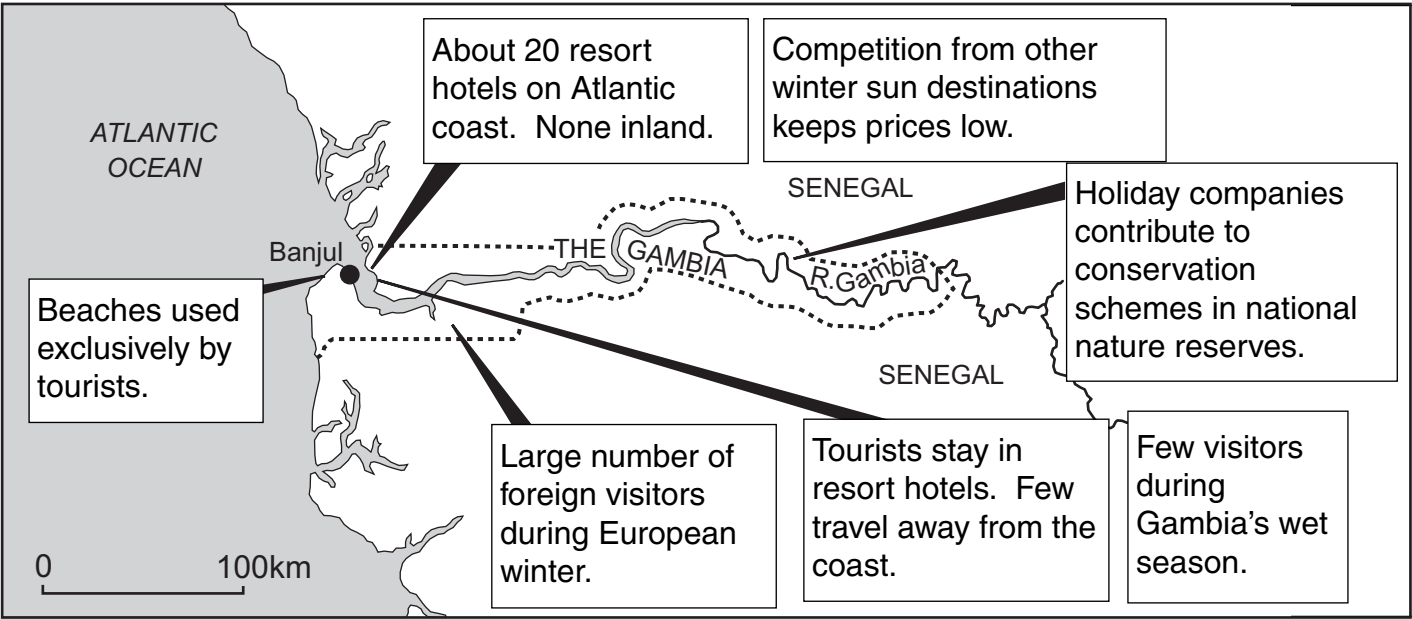 About 20 resort
hotels on Atlantic
coast.  None inland.
Competition from other
winter sun destinations
keeps prices low.
ATLANTIC
OCEAN
SENEGAL
Holiday companies
contribute to
conservation
schemes in national
nature reserves.
Banjul
THE GAMBIA
R.Gambia
Beaches used
exclusively by
tourists.
SENEGAL
Large number of
foreign visitors
during European
winter.
Tourists stay in
resort hotels.  Few
travel away from the
coast.
Few visitors
during
Gambia’s wet
season.
0 100km